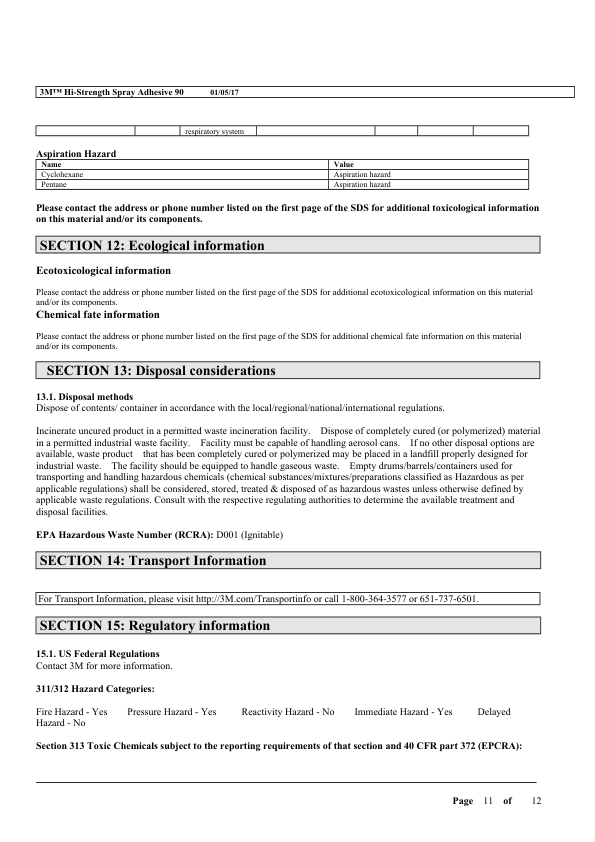 3M™ Hi-Strength Spray Adhesive 90 01/05/17
respiratory system
Aspiration Hazard
Name Value
Cyclohexane Aspiration hazard
Pentane Aspiration hazard
Please contact the address or phone number listed on the first page of the SDS for additional toxicological information
on this material and/or its components.
SECTION 12: Ecological information
Ecotoxicological information
Please contact the address or phone number listed on the first page of the SDS for additional ecotoxicological information on this material
and/or its components.
Chemical fate information
Please contact the address or phone number listed on the first page of the SDS for additional chemical fate information on this material
and/or its components.
SECTION 13: Disposal considerations
13.1. Disposal methods
Dispose of contents/ container in accordance with the local/regional/national/international regulations.
Incinerate uncured product in a permitted waste incineration facility. Dispose of completely cured (or polymerized) material
in a permitted industrial waste facility. Facility must be capable of handling aerosol cans. If no other disposal options are
available, waste product that has been completely cured or polymerized may be placed in a landfill properly designed for
industrial waste. The facility should be equipped to handle gaseous waste. Empty drums/barrels/containers used for
transporting and handling hazardous chemicals (chemical substances/mixtures/preparations classified as Hazardous as per
applicable regulations) shall be considered, stored, treated & disposed of as hazardous wastes unless otherwise defined by
applicable waste regulations. Consult with the respective regulating authorities to determine the available treatment and
disposal facilities.
EPA Hazardous Waste Number (RCRA): D001 (Ignitable)
SECTION 14: Transport Information
For Transport Information, please visit http://3M.com/Transportinfo or call 1-800-364-3577 or 651-737-6501.
SECTION 15: Regulatory information
15.1. US Federal Regulations
Contact 3M for more information.
311/312 Hazard Categories:
Fire Hazard - Yes Pressure Hazard - Yes Reactivity Hazard - No Immediate Hazard - Yes Delayed
Hazard - No
Section 313 Toxic Chemicals subject to the reporting requirements of that section and 40 CFR part 372 (EPCRA):
Page 11 of 12